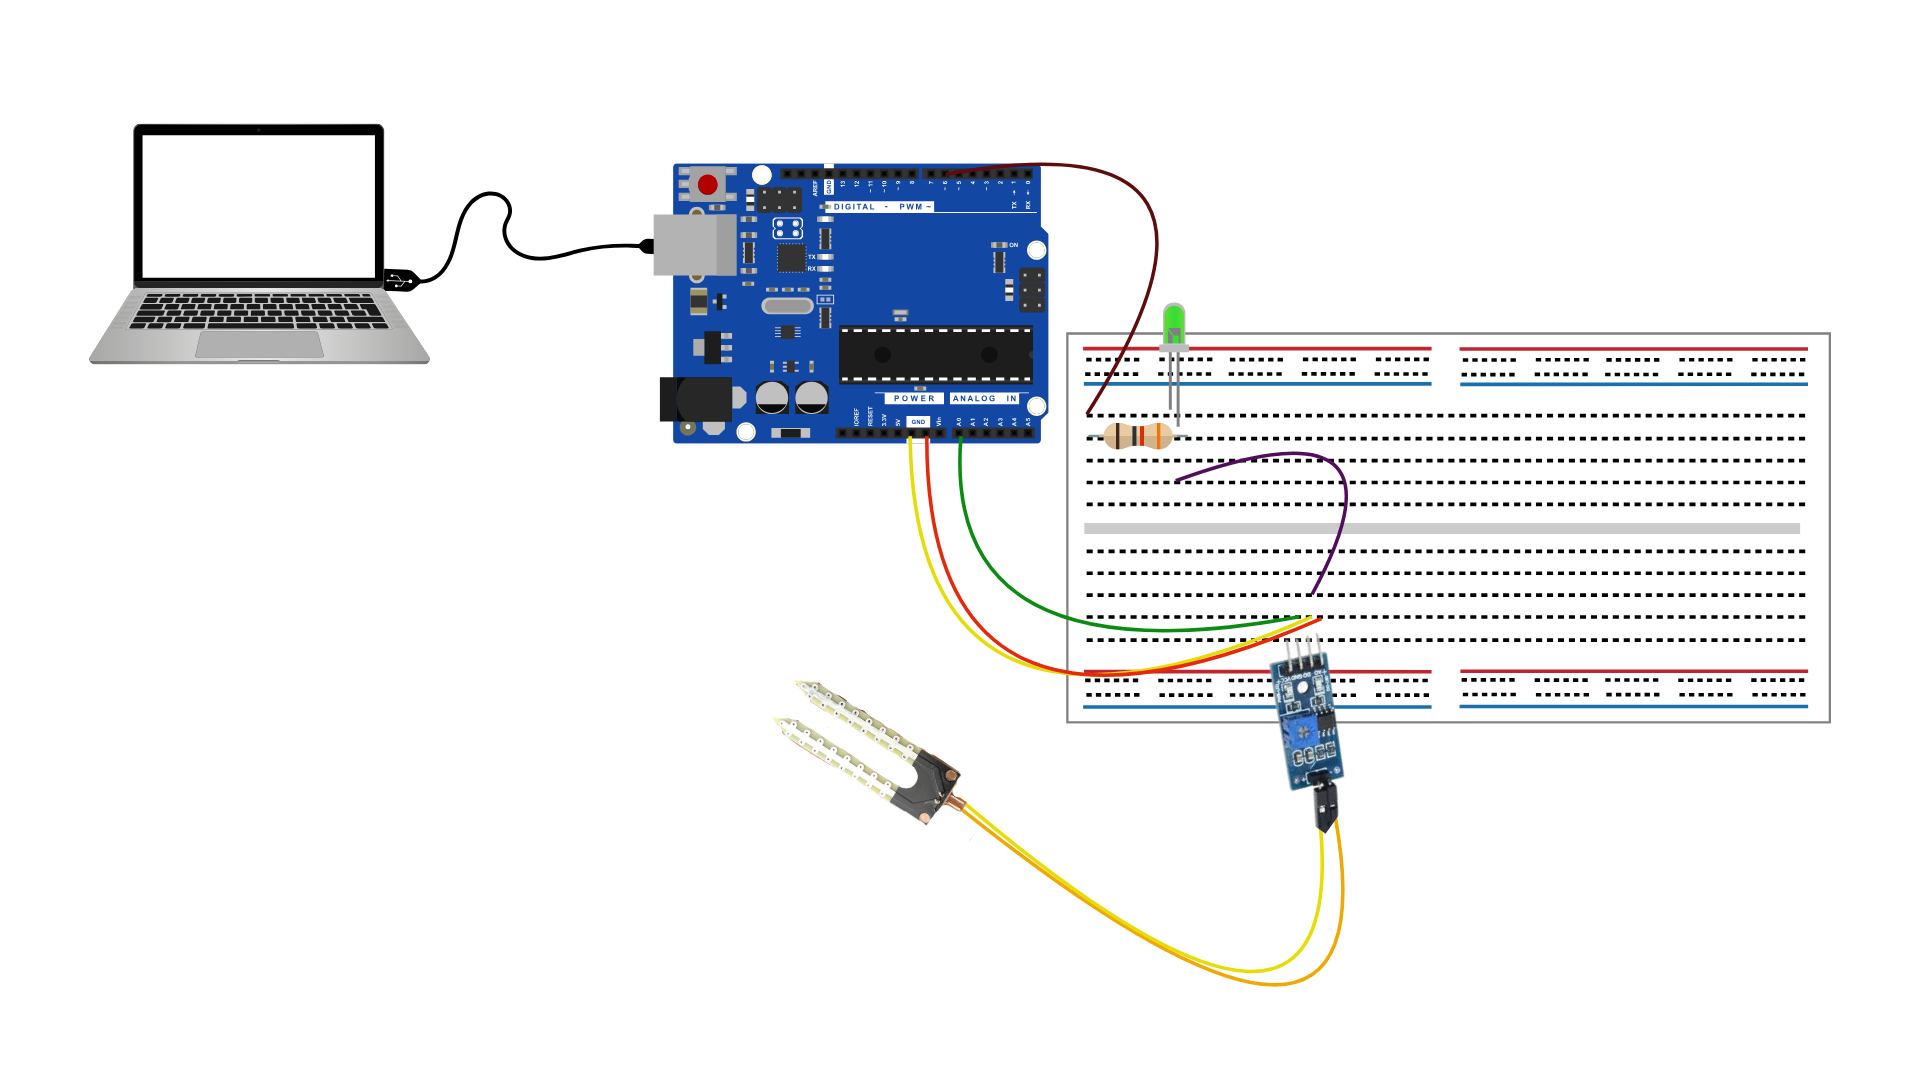 AREF
GND
13
12
~ 11
~ 10
~ 9
8
7
~ 6
~ 5
4
~ 3
2
TX → 1
RX ← 0
DIGITAL - PWM ~
ON
TX
RX
POWER ANALOG IN
IOREF
RESET
3.3V
5V
GND
Vin
A0
A1
A2
A3
A4
A5